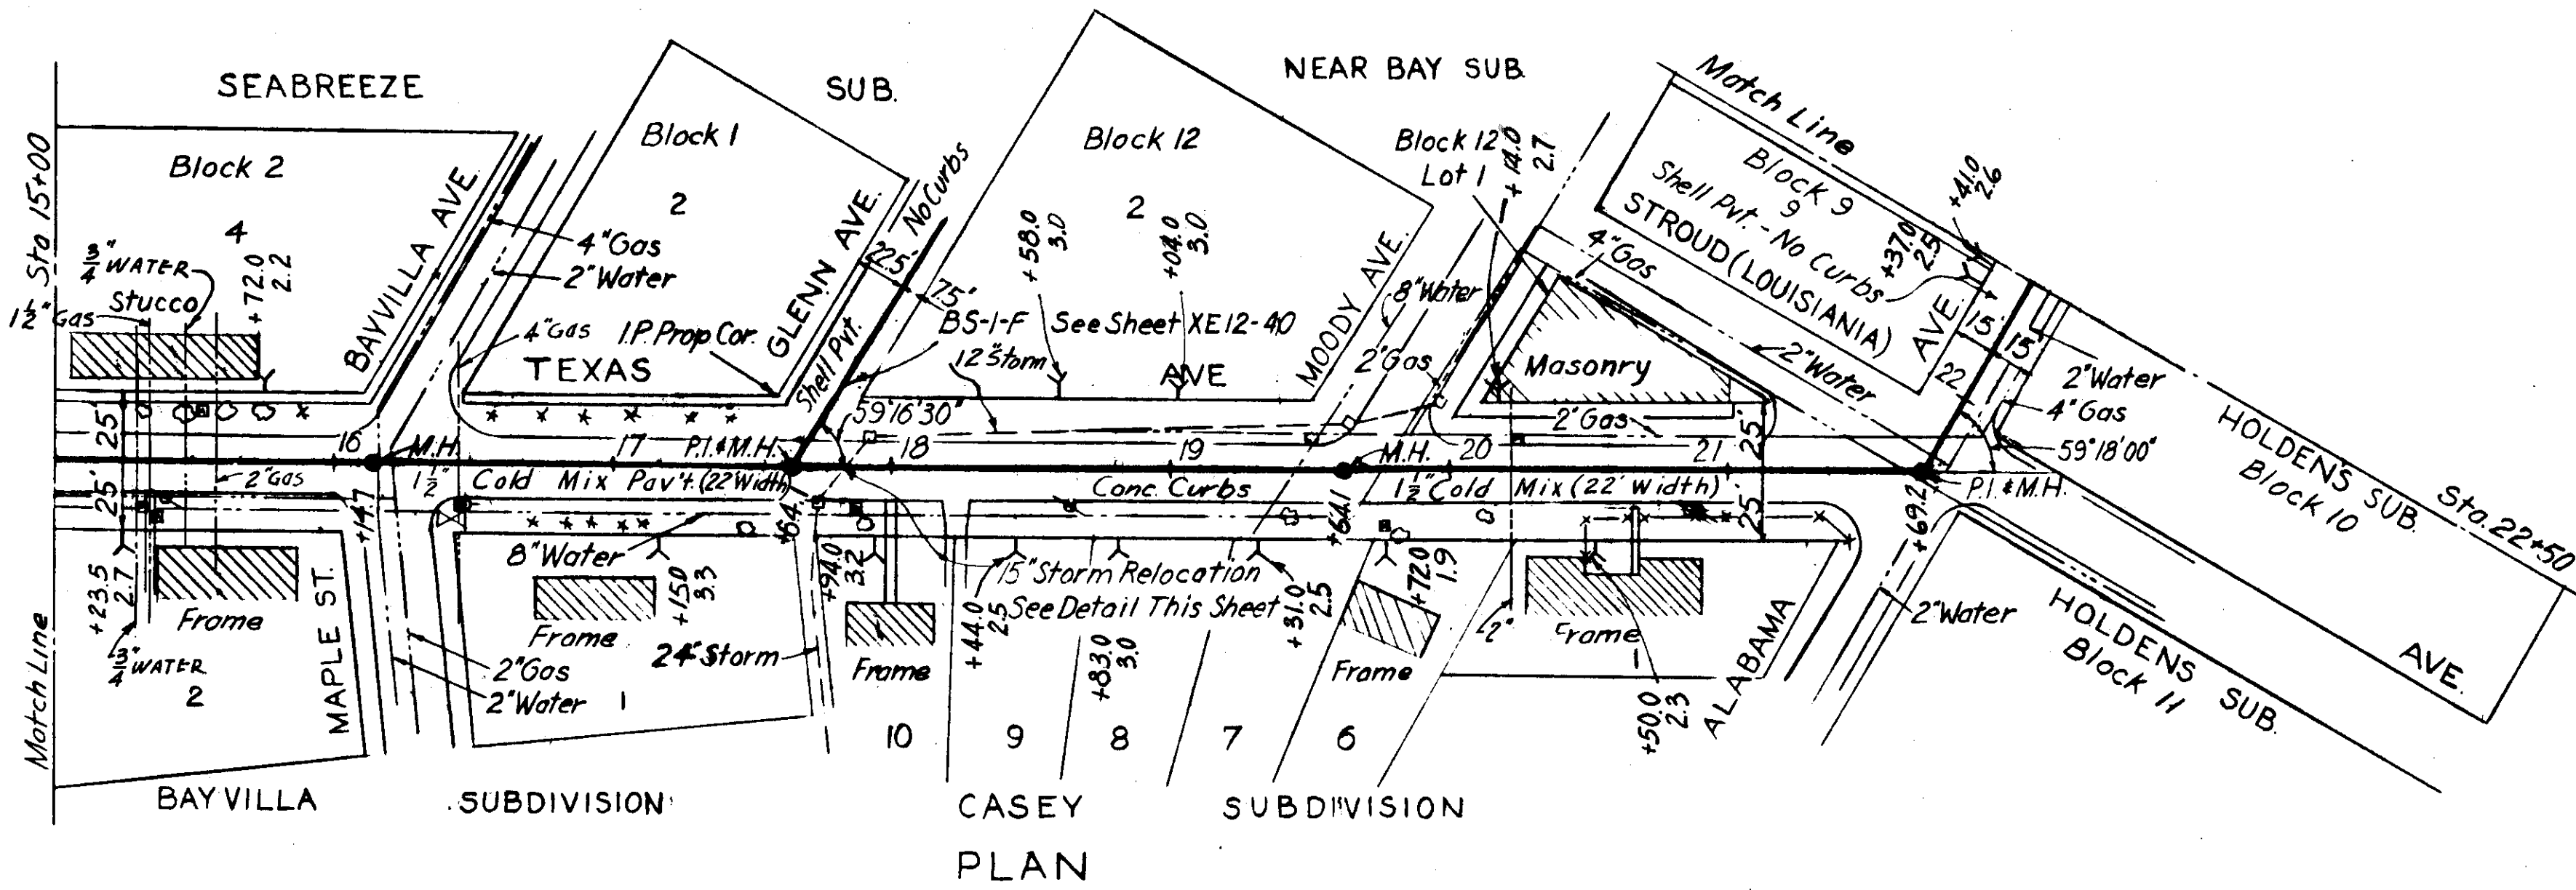 SEABREEZE
SUB.
NEAR BAY SUB
Match Line
Sta 15+00
Block 2
4
BAYVILLA AVE.
Block 1
2
GLENN AVE.
No Curbs
Block 12
2
Block 12
Lot 1
+14.0
2.7
Block 9
9
Shell Pvt. - No Curbs
STROUD (LOUISIANIA)
AVE.
+41.0
2.6
+37.0
2.5
3/4" WATER
Stucco
1 1/2" Gas
+72.0
2.2
4" Gas
2" Water
4" Gas
I.P. Prop Cor.
TEXAS
22.5'
7.5'
Shell Pvt.
BS-1-F See Sheet XE12-40
12" Storm
+58.0
3.0
+04.0
3.0
AVE
MOODY AVE.
8" Water
2" Gas
4" Gas
Masonry
2" Water
2" Gas
15'
15'
22
2" Water
4" Gas
59°18'00"
59°16'30"
25'
25'
16
M.H.
17
P.I. & M.H.
18
19
M.H.
20
21
25'
25'
P.I. & M.H.
2" Gas
1 1/2" Cold Mix Pav't. (22 Width)
Conc. Curbs
1 1/2" Cold Mix (22' Width)
+14.7
+64.1
+69.2
HOLDENS SUB.
Block 10
Sta. 22+50
8" Water
+23.5
2.7
Frame
3/4" WATER
2
MAPLE ST.
2" Gas
2" Water
1
Frame
+15.0
3.3
24" Storm
+94.0
3.2
Frame
15" Storm Relocation
See Detail This Sheet
+44.0
2.5
+83.0
3.0
+31.0
2.5
+72.0
1.9
Frame
2"
Frame
+50.0
2.3
ALABAMA
2" Water
HOLDENS SUB.
Block 11
AVE.
10
9
8
7
6
Match Line
BAYVILLA
SUBDIVISION
CASEY
SUBDIVISION
PLAN